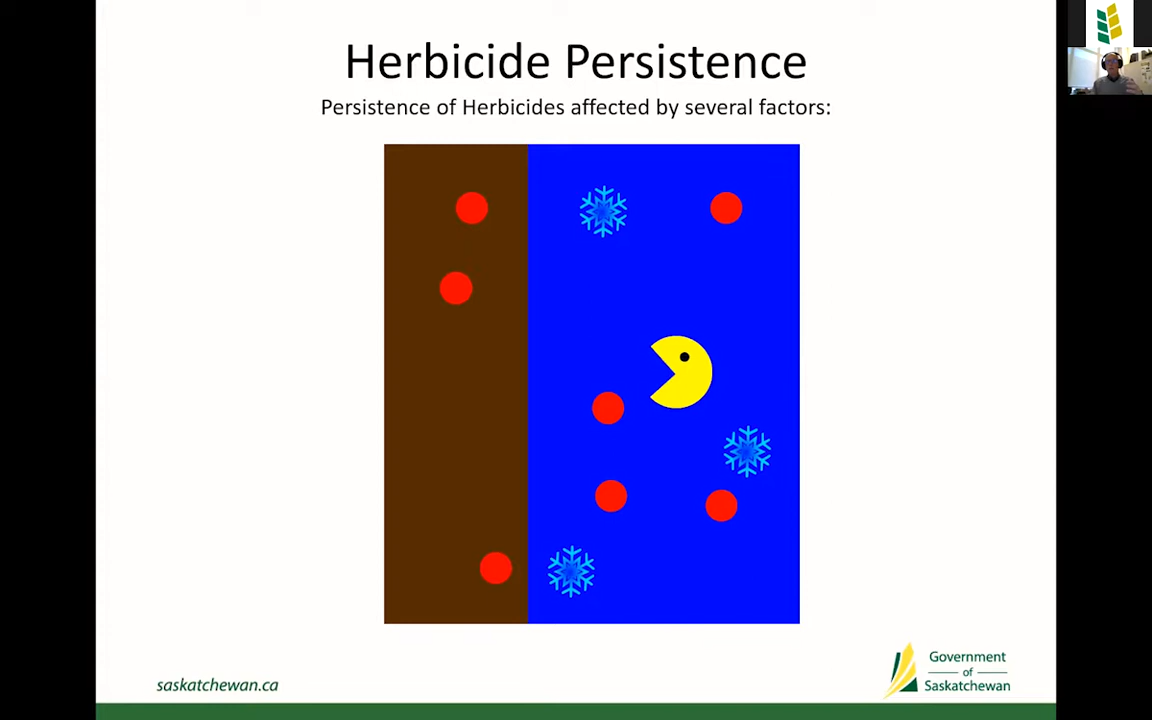 Herbicide Persistence
Persistence of Herbicides affected by several factors:
saskatchewan.ca
Government
of
Saskatchewan